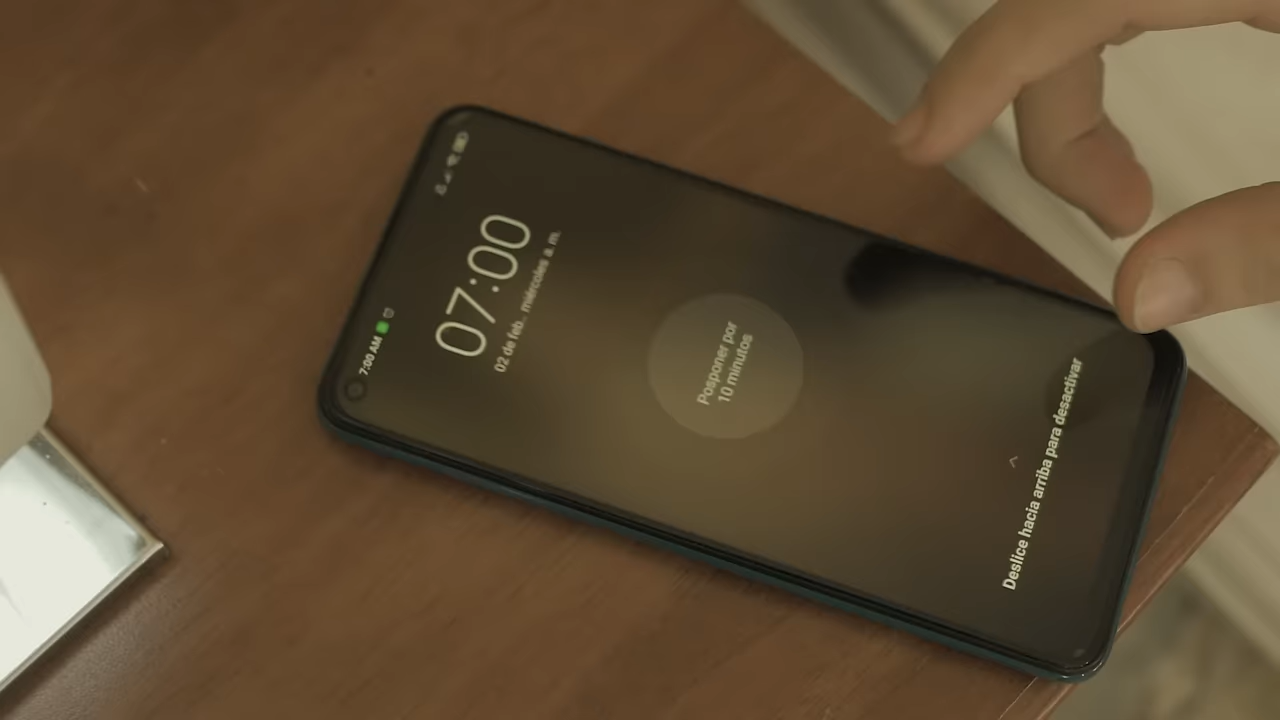 7:00 AM
07:00
02 de feb., miércoles a. m.
Posponer por
10 minutos
Deslice hacia arriba para desactivar